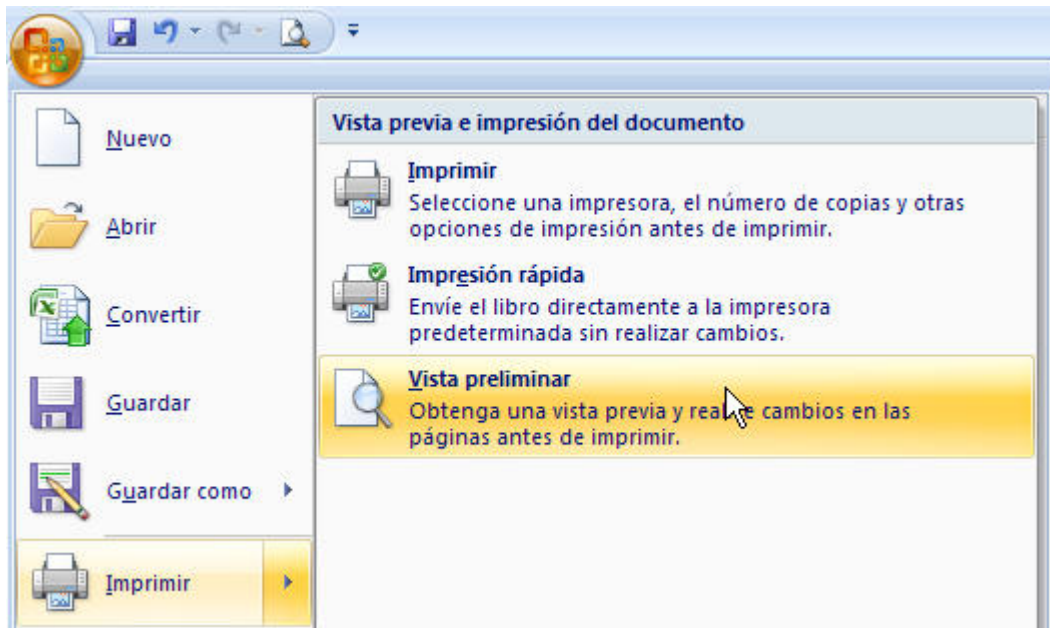 Nuevo
Abrir
Convertir
Guardar
Guardar como
Imprimir
Vista previa e impresión del documento
Imprimir
Seleccione una impresora, el número de copias y otras
opciones de impresión antes de imprimir.
Impresión rápida
Envíe el libro directamente a la impresora
predeterminada sin realizar cambios.
Vista preliminar
Obtenga una vista previa y cambios en las
páginas antes de imprimir.